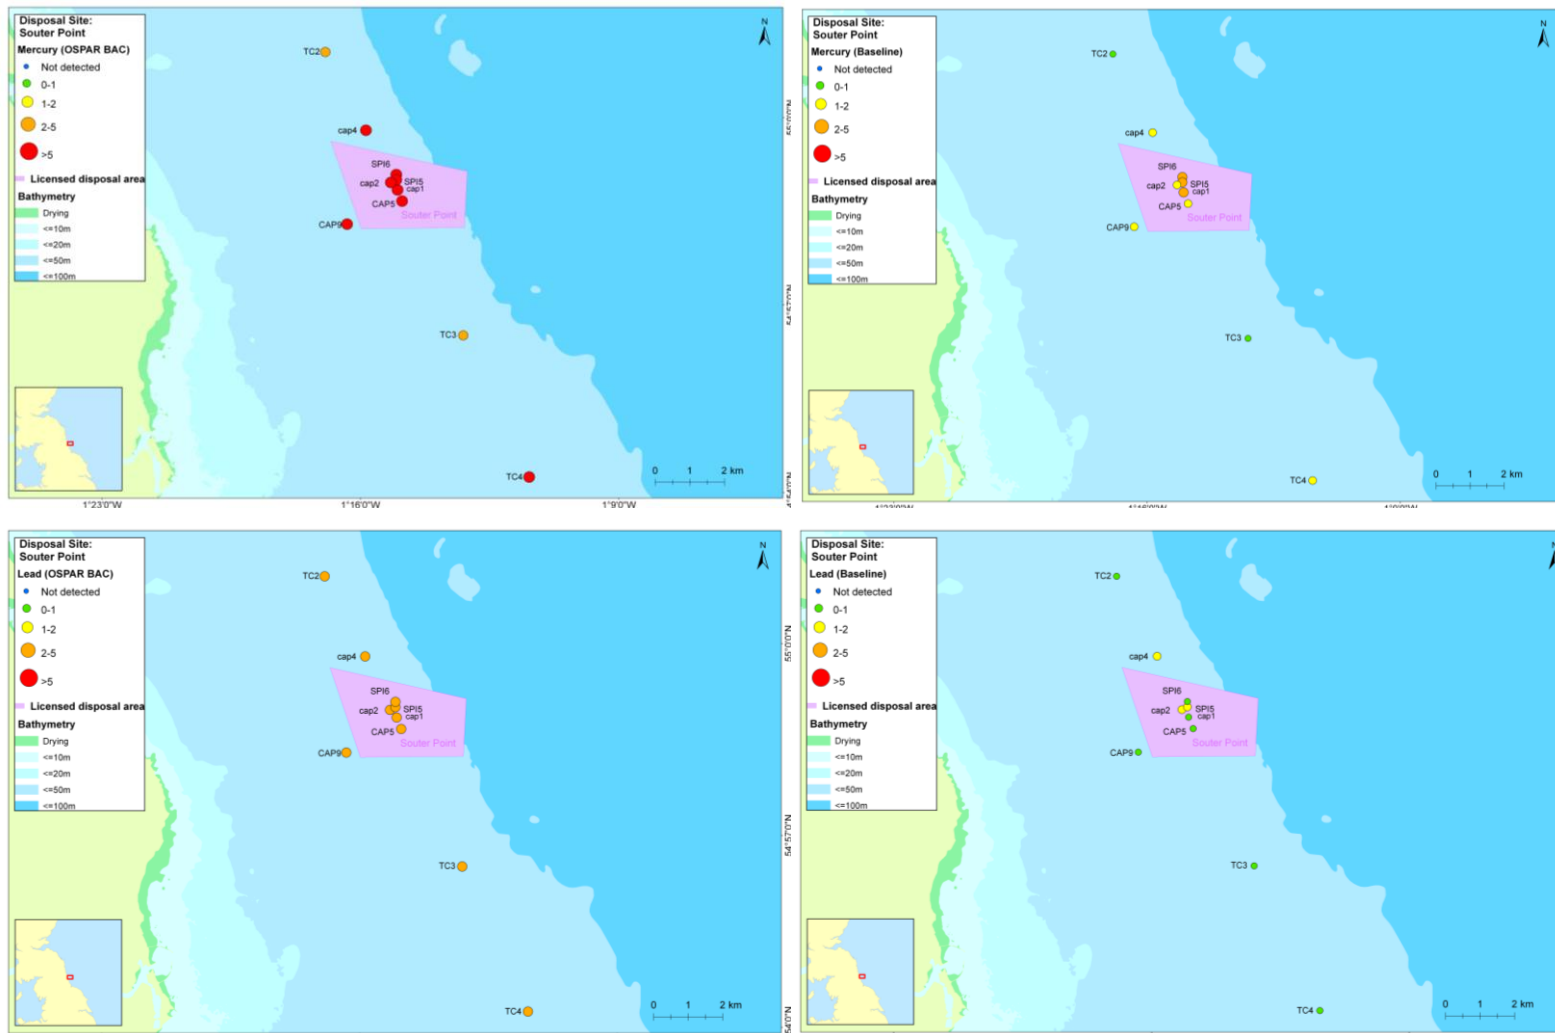 Disposal Site:
Souter Point
Mercury (OSPAR BAC)
Not detected
0-1
1-2
2-5
>5
Licensed disposal area
Bathymetry
Drying
<=10m
<=20m
<=50m
<=100m
N
TC2
cap4
SPI6
cap2
SPI5
cap1
CAP5
Souter Point
CAP9
TC3
TC4
0 1 2 km
1°23'0"W 1°16'0"W 1°9'0"W
55°0'0"N
54°57'0"N
Disposal Site:
Souter Point
Mercury (Baseline)
Not detected
0-1
1-2
2-5
>5
Licensed disposal area
Bathymetry
Drying
<=10m
<=20m
<=50m
<=100m
N
TC2
cap4
SPI6
cap2
SPI5
cap1
CAP5
Souter Point
CAP9
TC3
TC4
0 1 2 km
Disposal Site:
Souter Point
Lead (OSPAR BAC)
Not detected
0-1
1-2
2-5
>5
Licensed disposal area
Bathymetry
Drying
<=10m
<=20m
<=50m
<=100m
N
TC2
cap4
SPI6
cap2
SPI5
cap1
CAP5
Souter Point
CAP9
TC3
TC4
0 1 2 km
55°0'0"N
54°57'0"N
Disposal Site:
Souter Point
Lead (Baseline)
Not detected
0-1
1-2
2-5
>5
Licensed disposal area
Bathymetry
Drying
<=10m
<=20m
<=50m
<=100m
N
TC2
cap4
SPI6
cap2
SPI5
cap1
CAP5
Souter Point
CAP9
TC3
TC4
0 1 2 km